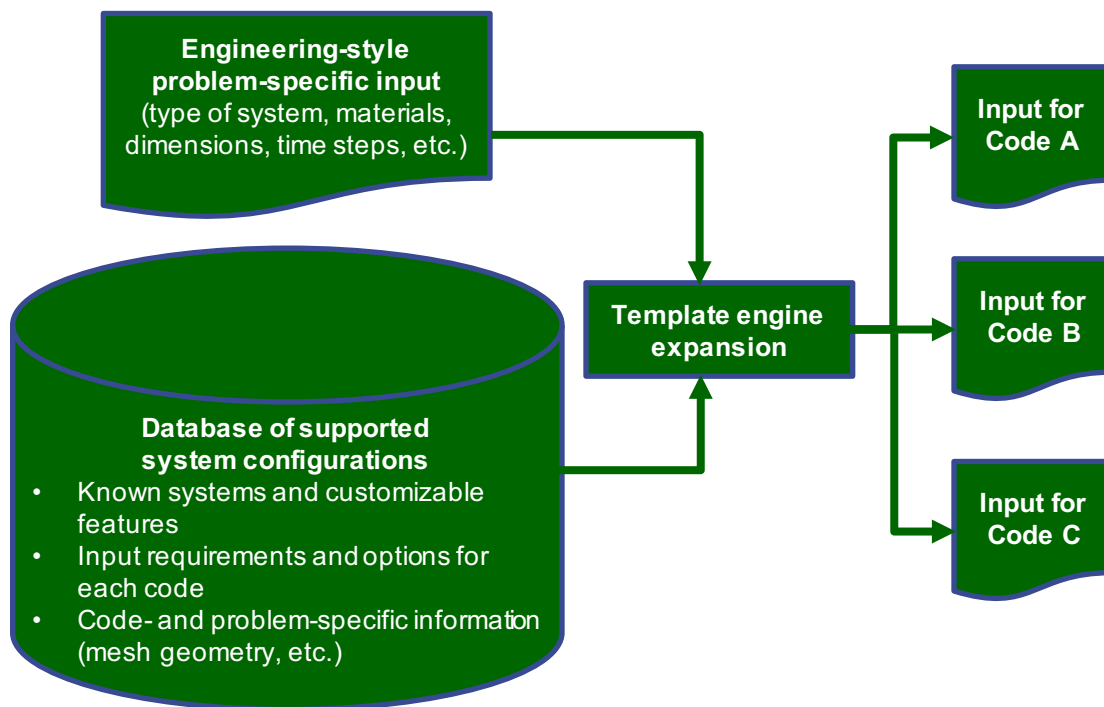 Engineering-style
problem-specific input
(type of system, materials,
dimensions, time steps, etc.)
Database of supported
system configurations
• Known systems and customizable
features
• Input requirements and options for
each code
• Code- and problem-specific information
(mesh geometry, etc.)
Template engine
expansion
Input for
Code A
Input for
Code B
Input for
Code C